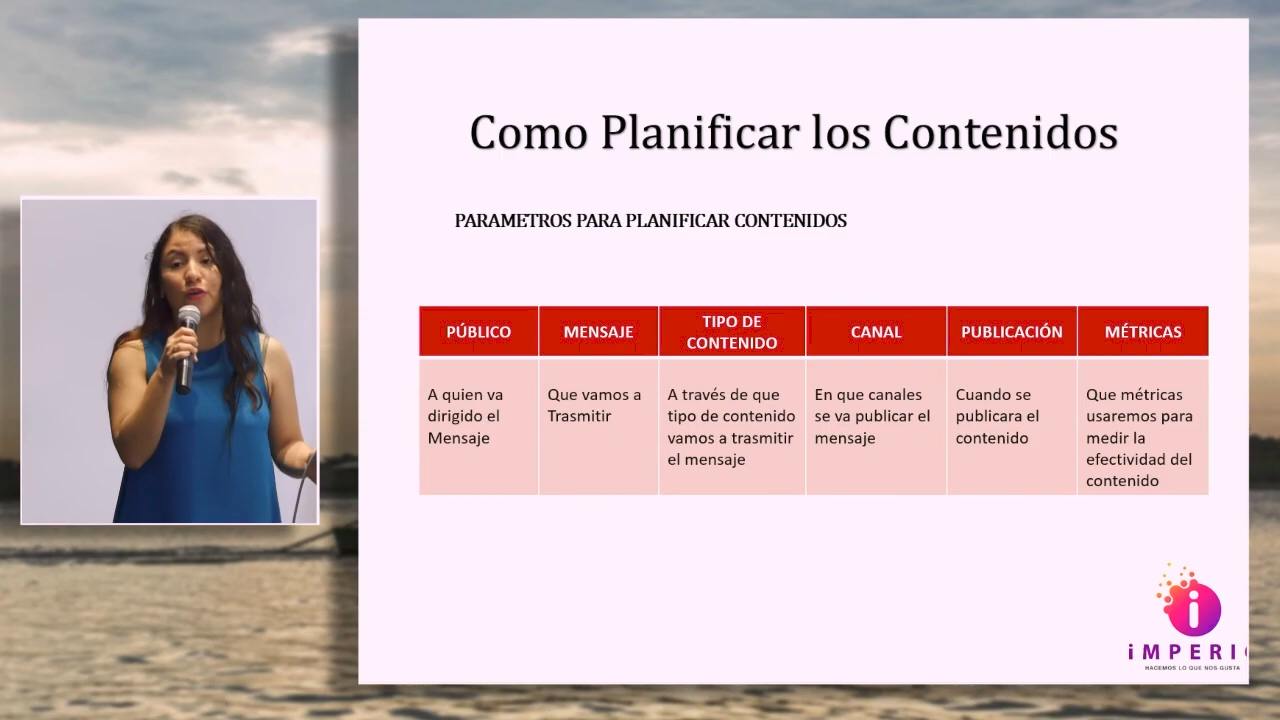 Como Planificar los Contenidos
PARAMETROS PARA PLANIFICAR CONTENIDOS
PÚBLICO
MENSAJE
TIPO DE
CONTENIDO
CANAL
PUBLICACIÓN
MÉTRICAS
A quien va
dirigido el
Mensaje
Que vamos a
Trasmitir
A través de que
tipo de contenido
vamos a trasmitir
el mensaje
En que canales
se va publicar el
mensaje
Cuando se
publicara el
contenido
Que métricas
usaremos para
medir la
efectividad del
contenido
i
iMPERI
HACEMOS LO QUE NOS GUSTA